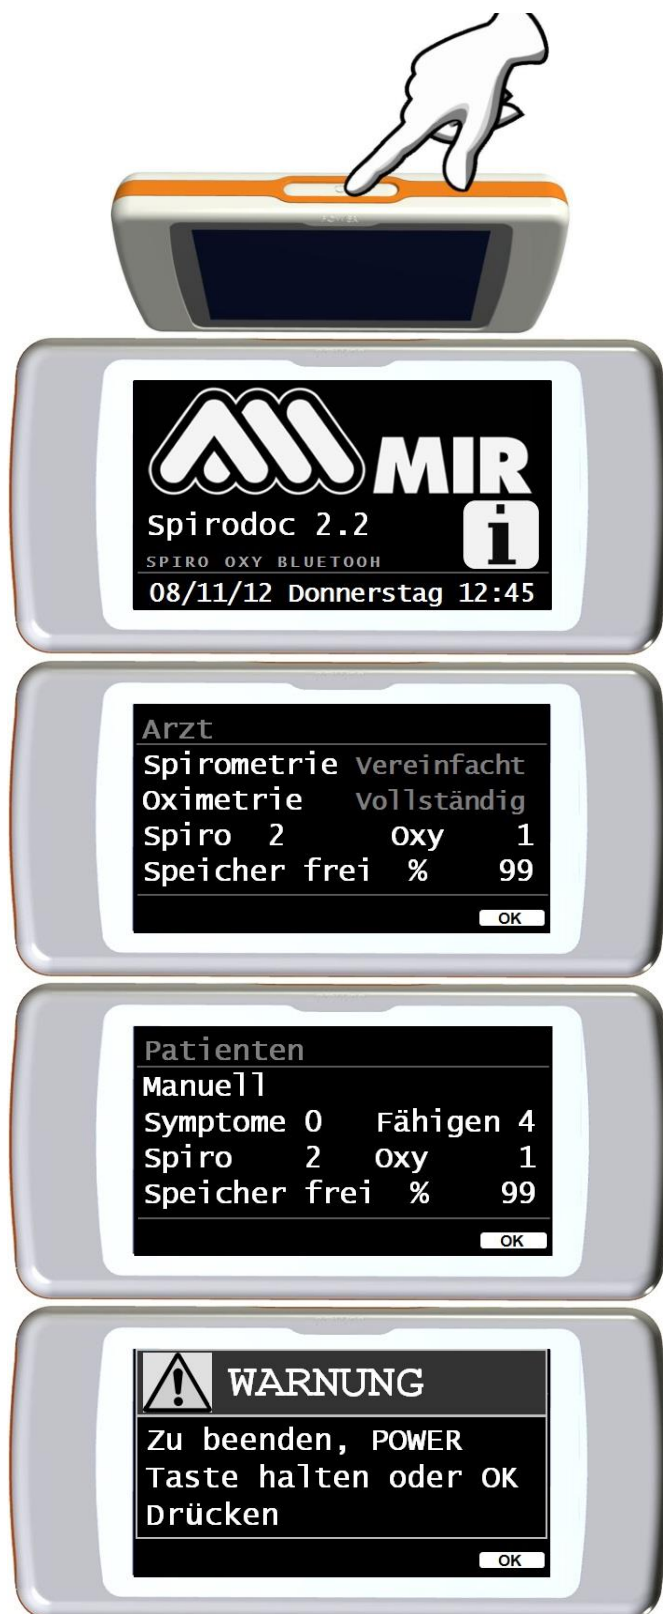 MIR
Spirodoc 2.2
i
SPIRO OXY BLUETOOH
08/11/12 Donnerstag 12:45
Arzt
Spirometrie Vereinfacht
Oximetrie Vollständig
Spiro 2 Oxy 1
Speicher frei % 99
OK
Patienten
Manuell
Symptome 0 Fähigen 4
Spiro 2 Oxy 1
Speicher frei % 99
OK
WARNUNG
Zu beenden, POWER
Taste halten oder OK
Drücken
OK